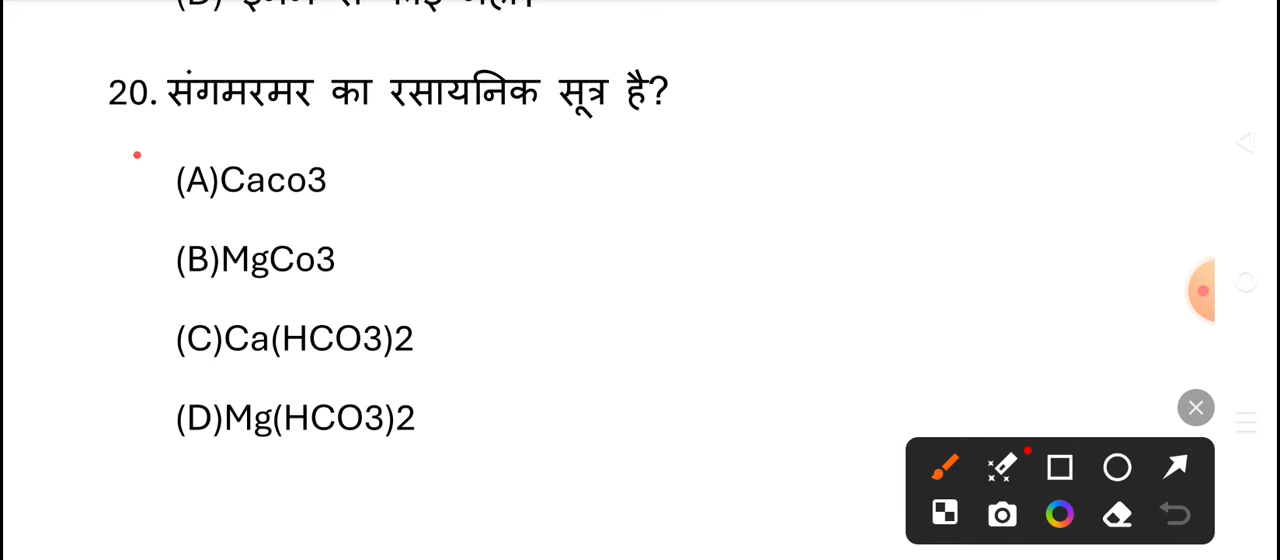 20. संगमरमर का रसायनिक सूत्र है?
(A)Caco3
(B)MgCo3
(C)Ca(HCO3)2
(D)Mg(HCO3)2